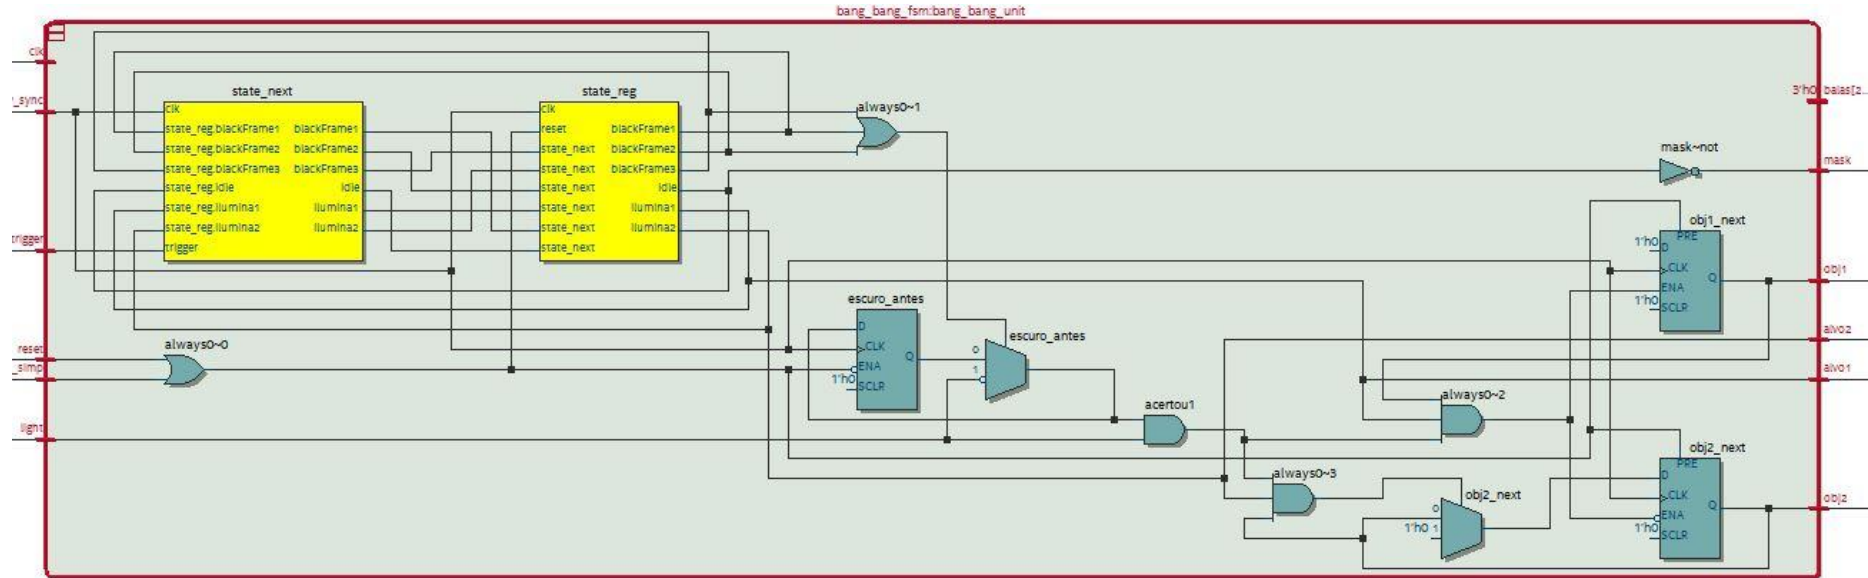 bang_bang_fsm:bang_bang_unit
clk
_sync
trigger
reset
_simp
light
state_next
clk
state_reg.blackFrame1 blackFrame1
state_reg.blackFrame2 blackFrame2
state_reg.blackFrame3 blackFrame3
state_reg.idle idle
state_reg.ilumina1 ilumina1
state_reg.ilumina2 ilumina2
trigger
state_reg
clk
reset blackFrame1
state_next blackFrame2
state_next blackFrame3
state_next idle
state_next ilumina1
state_next ilumina2
state_next
always0~1
always0~0
escuro_antes
D
CLK
Q
ENA
1'h0 SCLR
escuro_antes
0
1
acertou1
always0~2
always0~3
obj2_next
0
1'h0 1
mask~not
obj1_next
PRE
1'h0 D
CLK
Q
ENA
1'h0 SCLR
obj2_next
PRE
D
CLK
Q
ENA
1'h0 SCLR
3'h0 balas[2..
mask
obj1
alvo2
alvo1
obj2